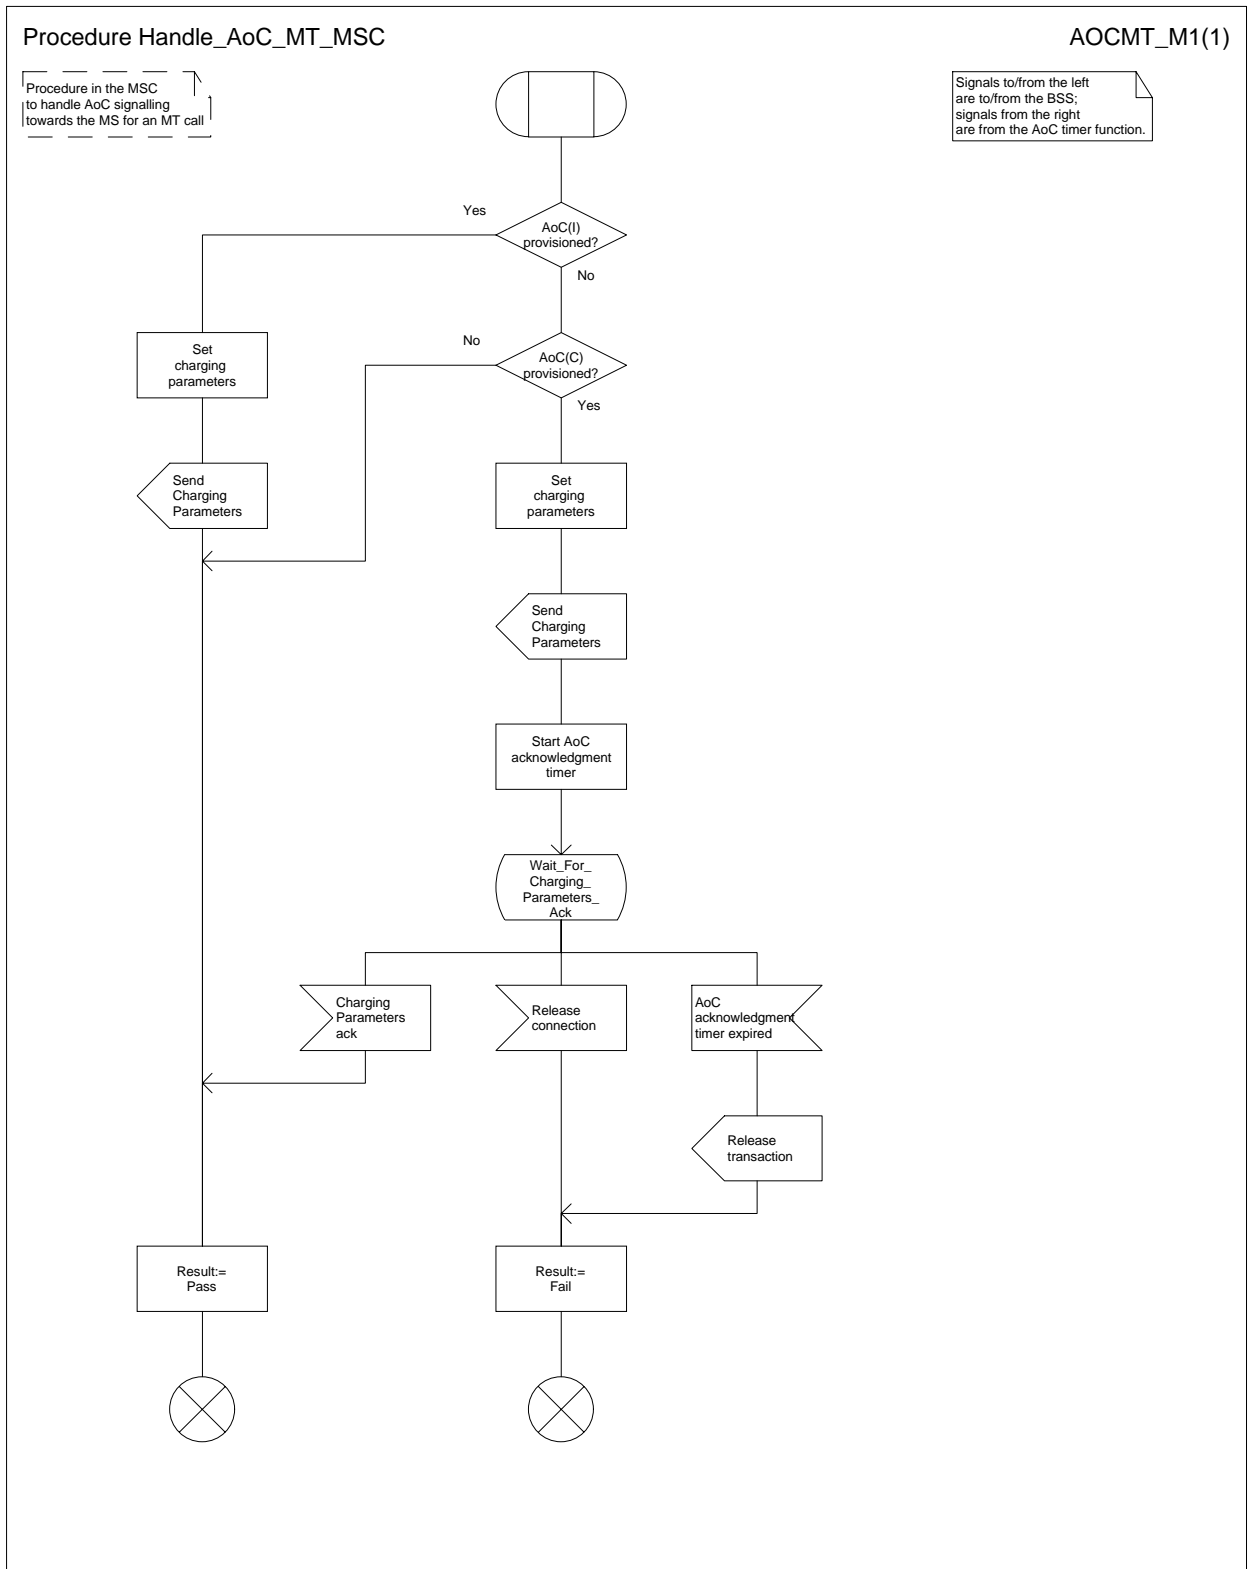 Procedure Handle_AoC_MT_MSC
AOCMT_M1(1)
Procedure in the MSC
to handle AoC signalling
towards the MS for an MT call
Signals to/from the left
are to/from the BSS;
signals from the right
are from the AoC timer function.
Yes
AoC(I)
provisioned?
No
No
AoC(C)
provisioned?
Yes
Set
charging
parameters
Send
Charging
Parameters
Set
charging
parameters
Send
Charging
Parameters
Start AoC
acknowledgment
timer
Wait_For_
Charging_
Parameters_
Ack
Charging
Parameters
ack
Release
connection
AoC
acknowledgment
timer expired
Release
transaction
Result:=
Pass
Result:=
Fail